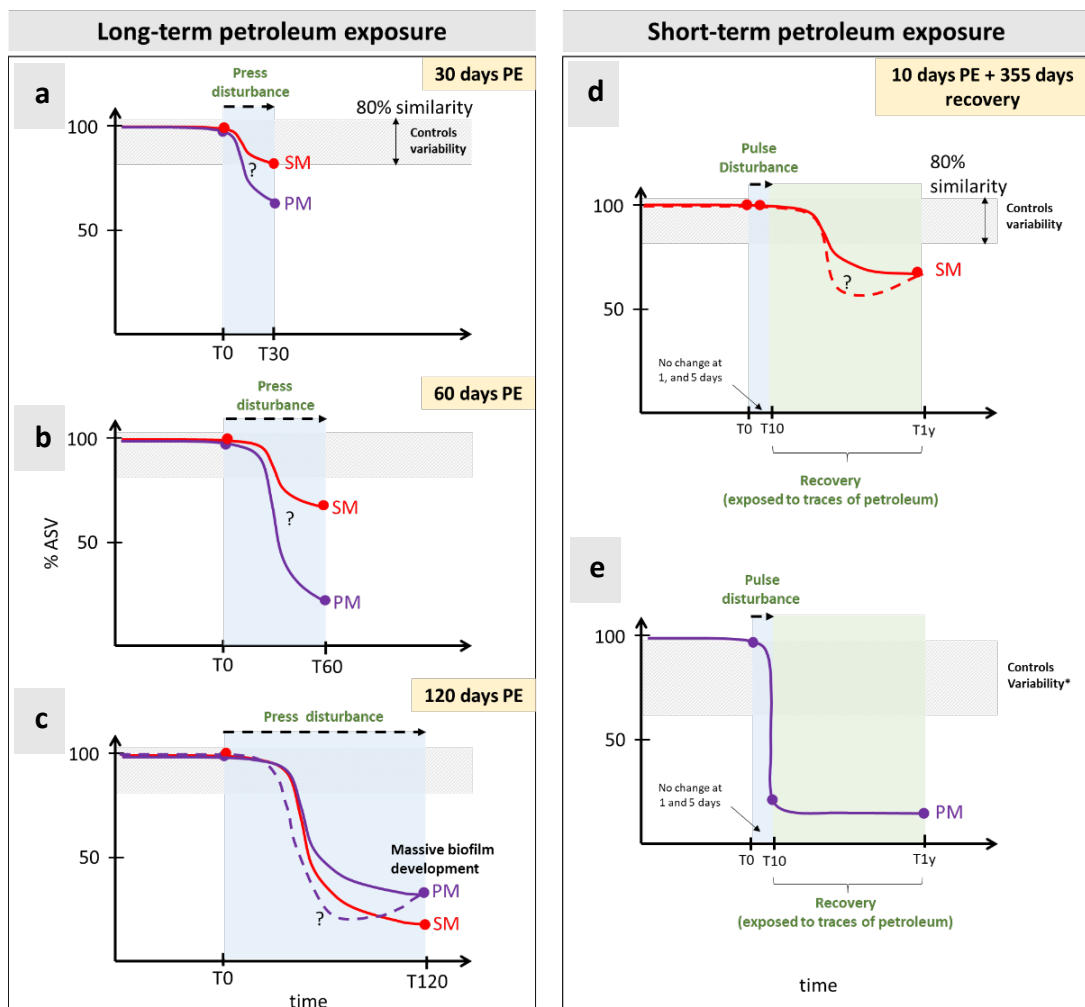 Long-term petroleum exposure
a
Press
disturbance
30 days PE
80% similarity
Controls
variability
100
50
SM
?
PM
T0
T30
b
Press
disturbance
60 days PE
100
50
% ASV
SM
?
PM
T0
T60
c
Press disturbance
120 days PE
100
50
Massive biofilm
development
PM
SM
?
T0
T120
time
Short-term petroleum exposure
d
10 days PE + 355 days
recovery
Pulse
Disturbance
80%
similarity
Controls
variability
100
50
SM
?
No change at
1, and 5 days
T0
T10
T1y
Recovery
(exposed to traces of petroleum)
e
Pulse
disturbance
100
50
Controls
Variability*
No change at
1 and 5 days
PM
T0
T10
T1y
Recovery
(exposed to traces of petroleum)
time